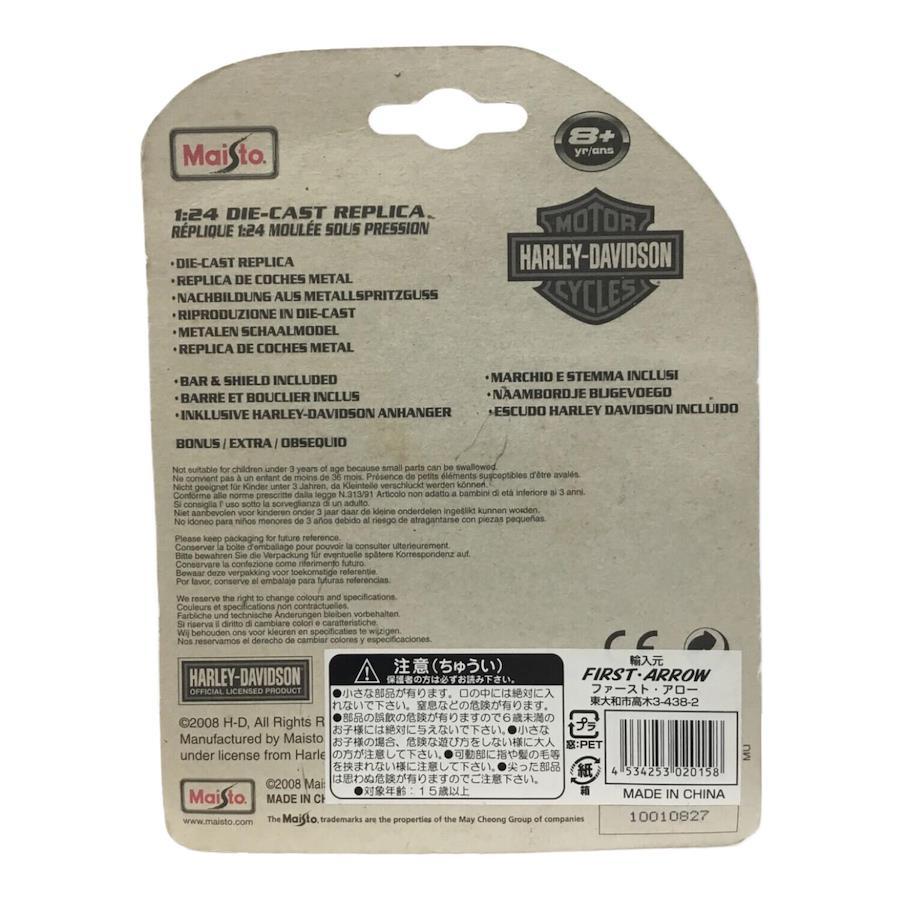 Maisto.
8+
yr/ans
1:24 DIE-CAST REPLICA
RÉPLIQUE 1:24 MOULÉE SOUS PRESSION
MOTOR
HARLEY-DAVIDSON
CYCLES
•DIE-CAST REPLICA
•REPLICA DE COCHES METAL
•NACHBILDUNG AUS METALLSPRITZGUSS
•RIPRODUZIONE IN DIE-CAST
•METALEN SCHAALMODEL
•REPLICA DE COCHES METAL
•BAR & SHIELD INCLUDED
•BARRE ET BOUCLIER INCLUS
•INKLUSIVE HARLEY-DAVIDSON ANHANGER
•MARCHIO E STEMMA INCLUSI
•NAAMBORDJE BIJGEVOEGD
•ESCUDO HARLEY DAVIDSON INCLUIDO
BONUS / EXTRA / OBSEQUIO
Not suitable for children under 3 years of age because small parts can be swallowed.
Ne convient pas à un enfant de moins de 36 mois. Présence de petits éléments susceptibles d'être avalés.
Nicht geeignet für Kinder unter 3 Jahren, da Kleinteile verschluckt werden können.
Conforme alle norme prescritte dalla legge N.313/91 Articolo non adatto a bambini di età inferiore ai 3 anni.
Si consiglia l' uso sotto la sorveglianza di un adulto.
Niet aanbevolen voor kinderen onder 3 jaar daar de kleine onderdelen ingeslikt kunnen worden.
No idoneo para niños menores de 3 años debido al riesgo de atragantarse con piezas pequeñas.
Please keep packaging for future reference.
Conserver la boite d'emballage pour pouvoir la consulter ulterieurement.
Bitte bewahren Sie die Verpackung für eventuelle spätere Korrespondenz auf.
Conservare la confezione come riferimento futuro.
Bewaar deze verpakking voor toekomstige referentie.
Por favor, conserve el embalaje para futuras referencias.
We reserve the right to change colours and specifications.
Couleurs et specifications non contractuelles.
Farbliche und technische Änderungen bleiben vorbehalten.
Si riserva il diritto di cambiare colori e caratteristiche.
Wij behouden ons voor kleuren en specificaties te wijzigen.
Nos reservamos el derecho de cambiar colores y especificaciones.
CE
HARLEY-DAVIDSON
OFFICIAL LICENSED PRODUCT
©2008 H-D, All Rights R
Manufactured by Maisto
under license from Harle
Maisto.
www.maisto.com
©2008 Mais
MADE IN CH
The Maisto, trademarks are the properties of the May Cheong Group of companies
注意(ちゅうい)
保護者の方は必ずお読み下さい。
●小さな部品が有ります。口の中には絶対に入
れないで下さい。窒息などの危険が有ります。
●部品の誤飲の危険が有りますので6歳未満の
お子様には絶対に与えないで下さい。●小さな
お子様の場合、危険な遊び方をしない様に大人
の方が注意して下さい。●可動部に指や髪の毛等
を挟まれない様に注意して下さい。●尖った部品
は思わぬ危険が有りますのでご注意下さい。
●対象年齢:15歳以上
輸入元
FIRST・ARROW
ファースト・アロー
東大和市高木3-438-2
プラ
窓:PET
紙
箱
4 534253 020158
MADE IN CHINA
10010827
MU